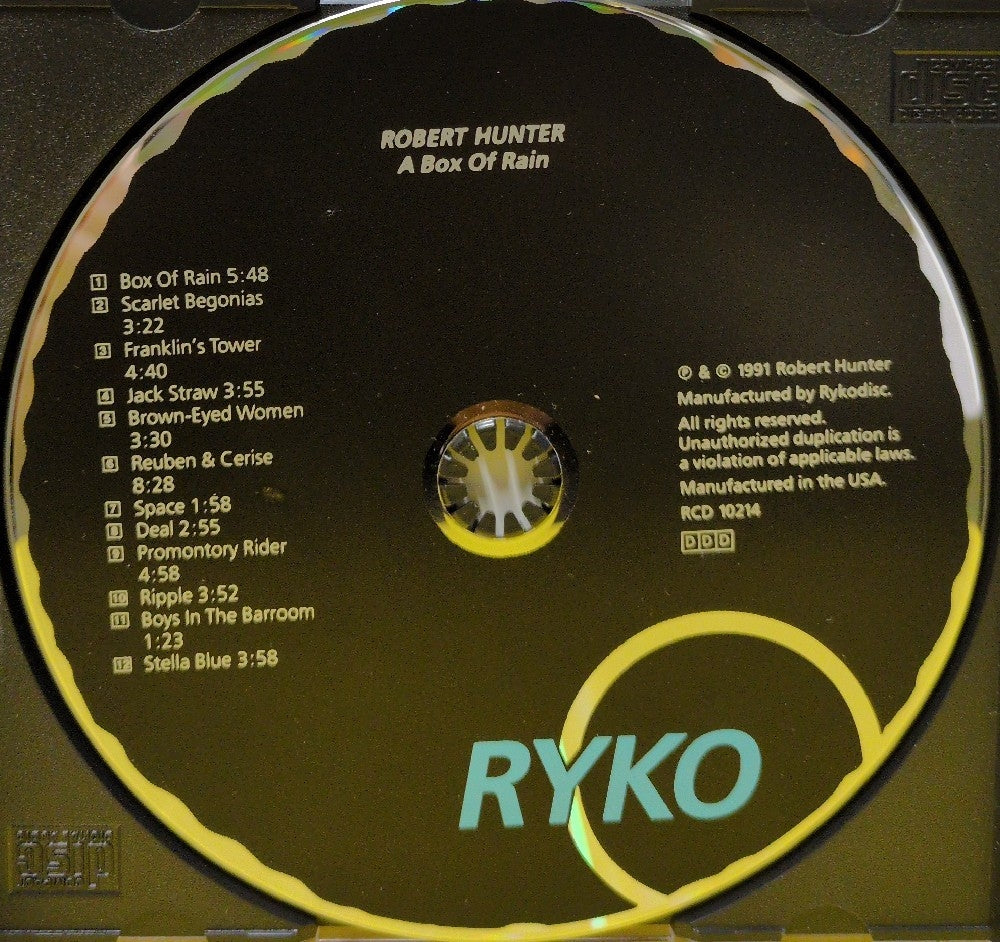 ROBERT HUNTER
A Box Of Rain
1 Box Of Rain 5:48
2 Scarlet Begonias
3:22
3 Franklin's Tower
4:40
4 Jack Straw 3:55
5 Brown-Eyed Women
3:30
6 Reuben & Cerise
8:28
7 Space 1:58
8 Deal 2:55
9 Promontory Rider
4:58
10 Ripple 3:52
11 Boys In The Barroom
1:23
12 Stella Blue 3:58
℗ & © 1991 Robert Hunter
Manufactured by Rykodisc.
All rights reserved.
Unauthorized duplication is
a violation of applicable laws.
Manufactured in the USA.
RCD 10214
DDD
RYKO
COMPACT
disc
disc